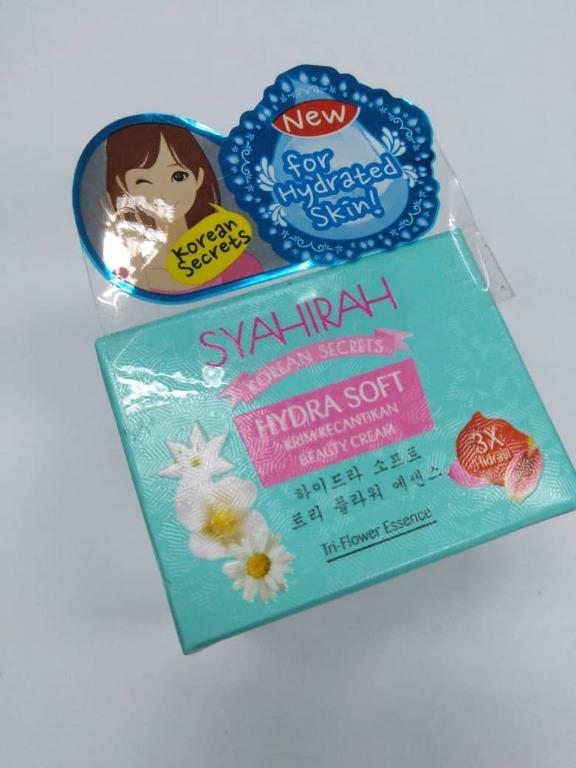 New
for
Hydrated
Skin!
Korean
Secrets
SYAHIRAH
KOREAN SECRETS
HYDRA SOFT
KRIM KECANTIKAN
BEAUTY CREAM
하이드라 소프트
트리 플라워 에센스
Tri-Flower Essence
3X
Hidrasi